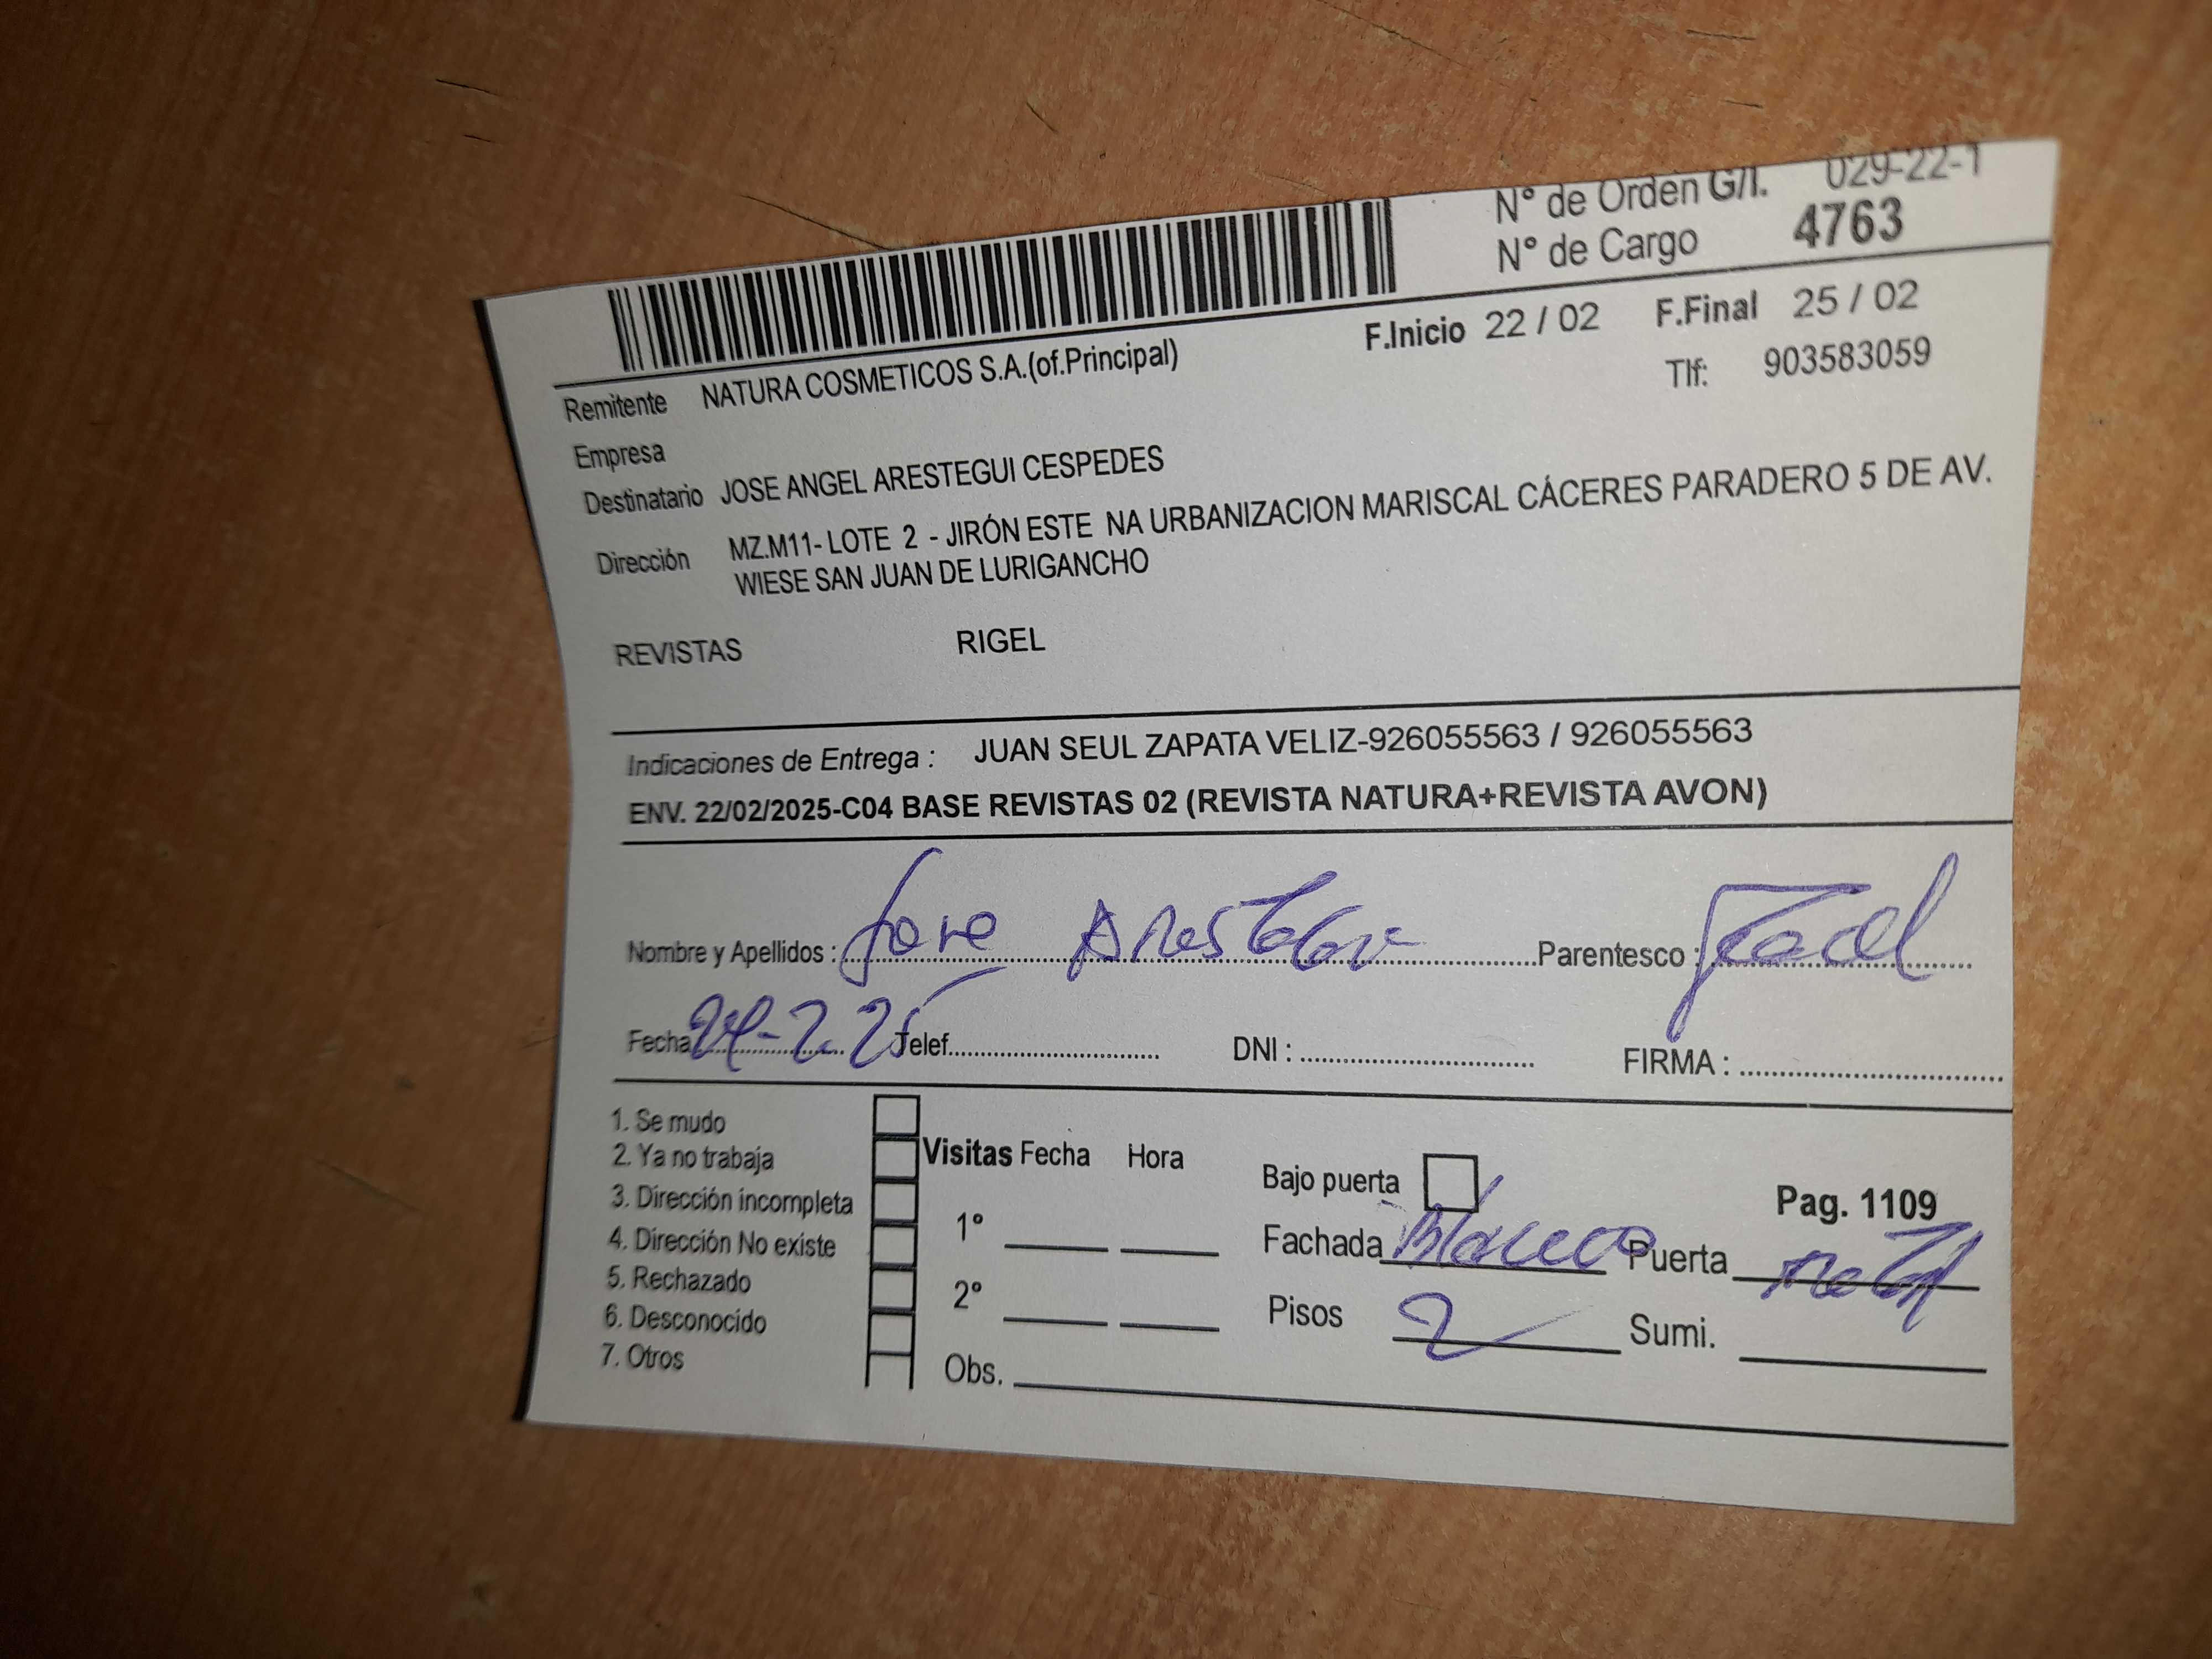 N° de Orden G/I. 029-22-1
N° de Cargo 4763
F.Inicio 22 / 02 F.Final 25 / 02
Remitente NATURA COSMETICOS S.A.(of.Principal) Tlf: 903583059
Empresa
Destinatario JOSE ANGEL ARESTEGUI CESPEDES
Dirección MZ.M11- LOTE 2 - JIRÓN ESTE NA URBANIZACION MARISCAL CÁCERES PARADERO 5 DE AV.
WIESE SAN JUAN DE LURIGANCHO
REVISTAS RIGEL
Indicaciones de Entrega : JUAN SEUL ZAPATA VELIZ-926055563 / 926055563
ENV. 22/02/2025-C04 BASE REVISTAS 02 (REVISTA NATURA+REVISTA AVON)
Nombre y Apellidos : Jose Parentesco :
Fecha 24-2.25 Telef. DNI : FIRMA :
1. Se mudo
2. Ya no trabaja
3. Dirección incompleta
4. Dirección No existe
5. Rechazado
6. Desconocido
7. Otros
Visitas Fecha Hora
1°
2°
Obs.
Bajo puerta
Pag. 1109
Fachada Blanco Puerta metal
Pisos 2 Sumi.